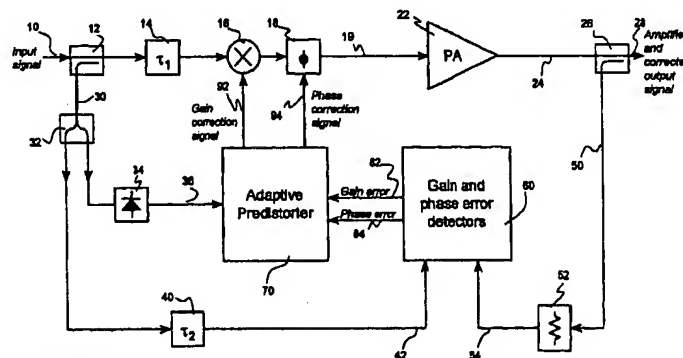 10
Input
signal
12
14
τ₁
16
18
ϕ
19
22
PA
24
26
28
Amplified
and
corrected
output
signal
30
32
34
36
92
Gain
correction
signal
94
Phase
correction
signal
Adaptive
Predistorter
70
82
Gain error
Phase error
84
Gain and
phase error
detectors
60
50
40
τ₂
42
54
52